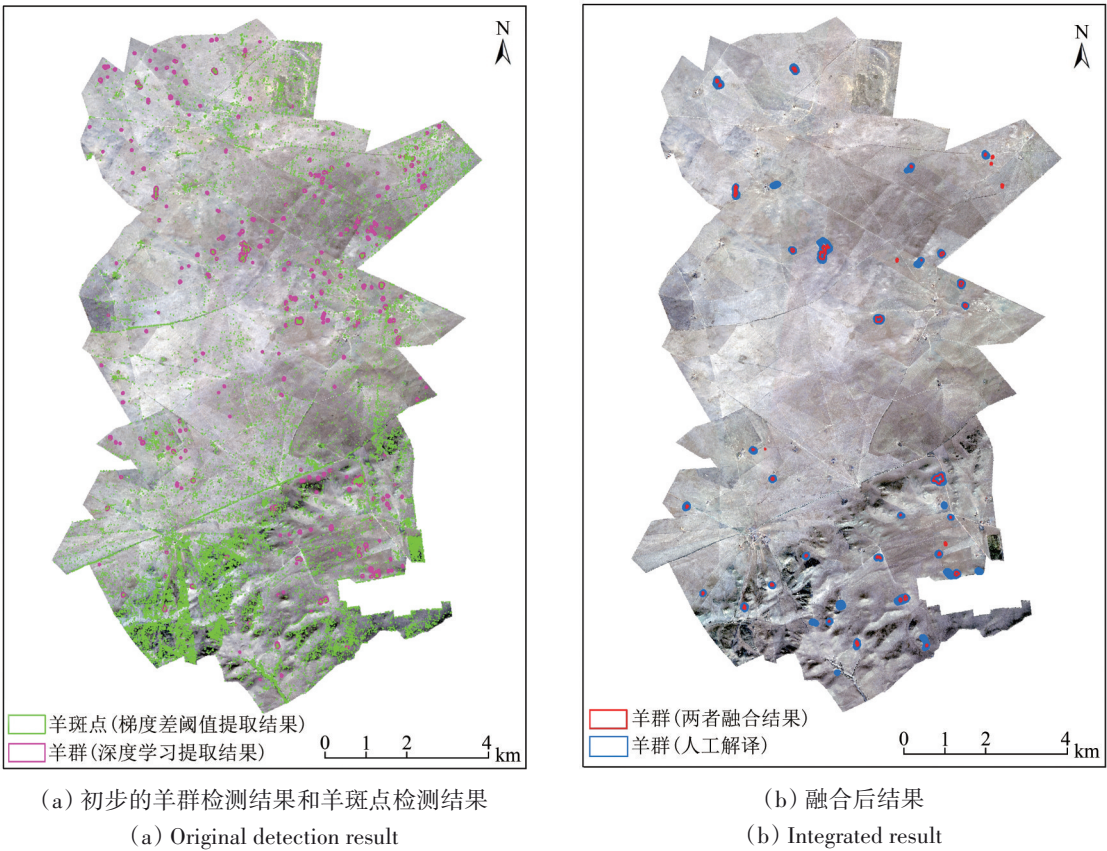 N
羊斑点(梯度差阈值提取结果)
羊群(深度学习提取结果)
0 1 2 4
km
(a) 初步的羊群检测结果和羊斑点检测结果
(a) Original detection result
N
羊群(两者融合结果)
羊群(人工解译)
0 1 2 4
km
(b) 融合后结果
(b) Integrated result